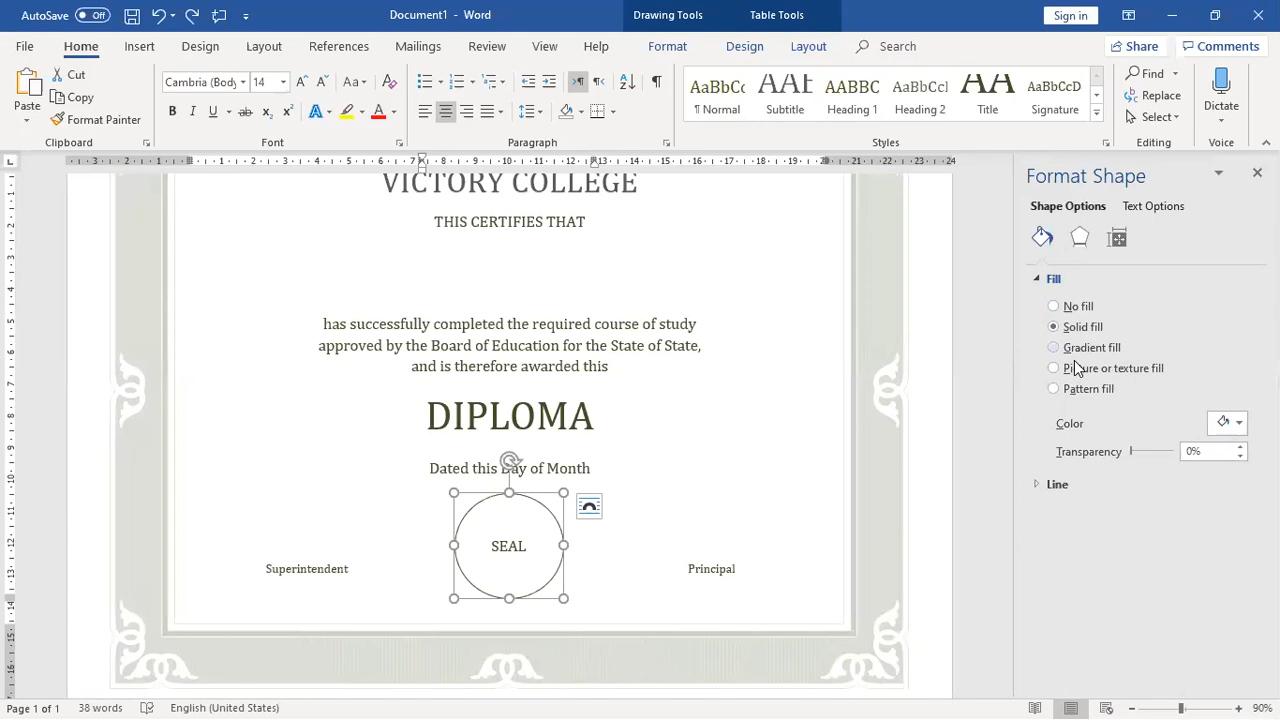 AutoSave Off Document1 - Word Drawing Tools Table Tools Sign in
File Home Insert Design Layout References Mailings Review View Help Format Design Layout Search Share Comments
Paste Cut Copy Format Painter
Cambria (Body 14
¶ Normal Subtitle Heading 1 Heading 2 Title Signature
Find Replace Select
Dictate
Clipboard Font Paragraph Styles Editing Voice
VICTORY COLLEGE
THIS CERTIFIES THAT
has successfully completed the required course of study
approved by the Board of Education for the State of State,
and is therefore awarded this
DIPLOMA
Dated this Day of Month
SEAL
Superintendent Principal
Format Shape
Shape Options Text Options
Fill
No fill
Solid fill
Gradient fill
Picture or texture fill
Pattern fill
Color
Transparency 0%
Line
Page 1 of 1 38 words English (United States) 90%